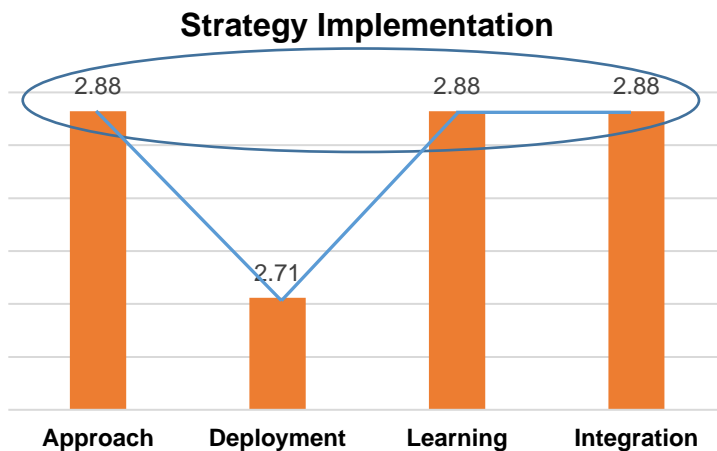 Strategy Implementation
2.88 2.88 2.88
2.71
Approach Deployment Learning Integration